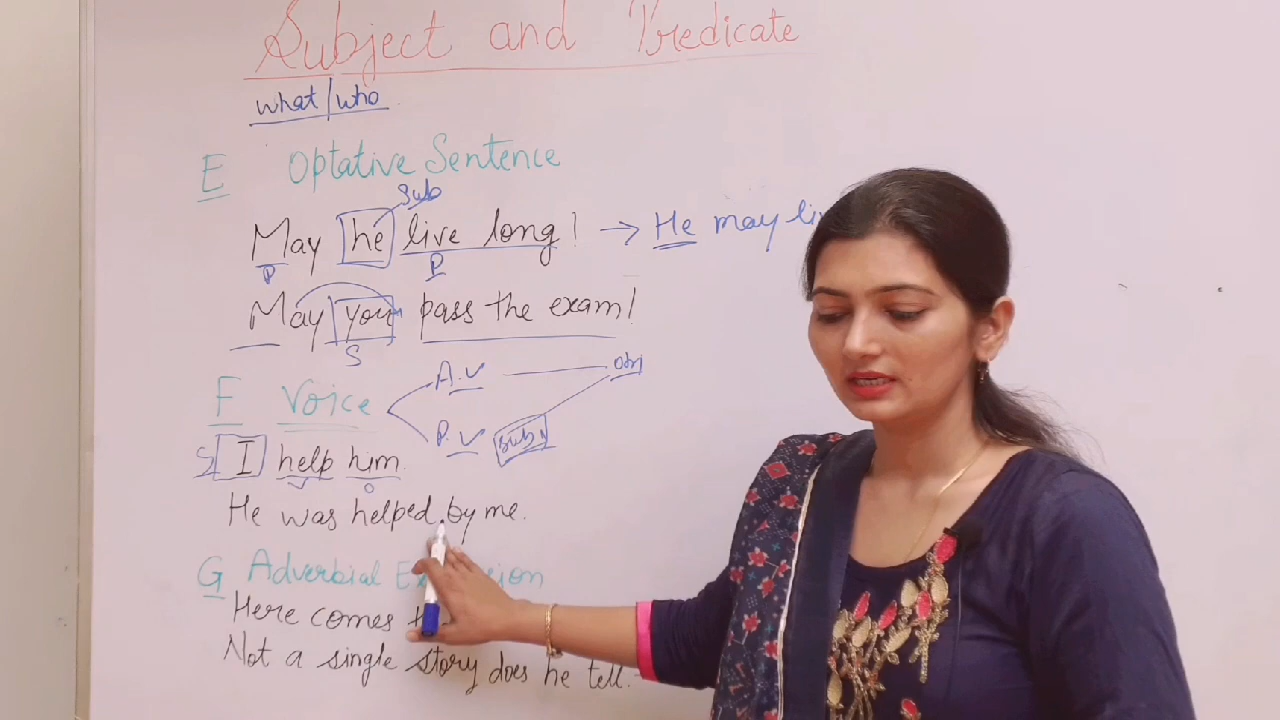 Subject and Predicate
what/who
E Optative Sentence
Sub
May he live long! → He may
P P
May you pass the exam!
S
F Voice A.V obj
P.V sub
S I help him.
v o
He was helped by me.
G Adverbial
Here comes
Not a single story does he tell.